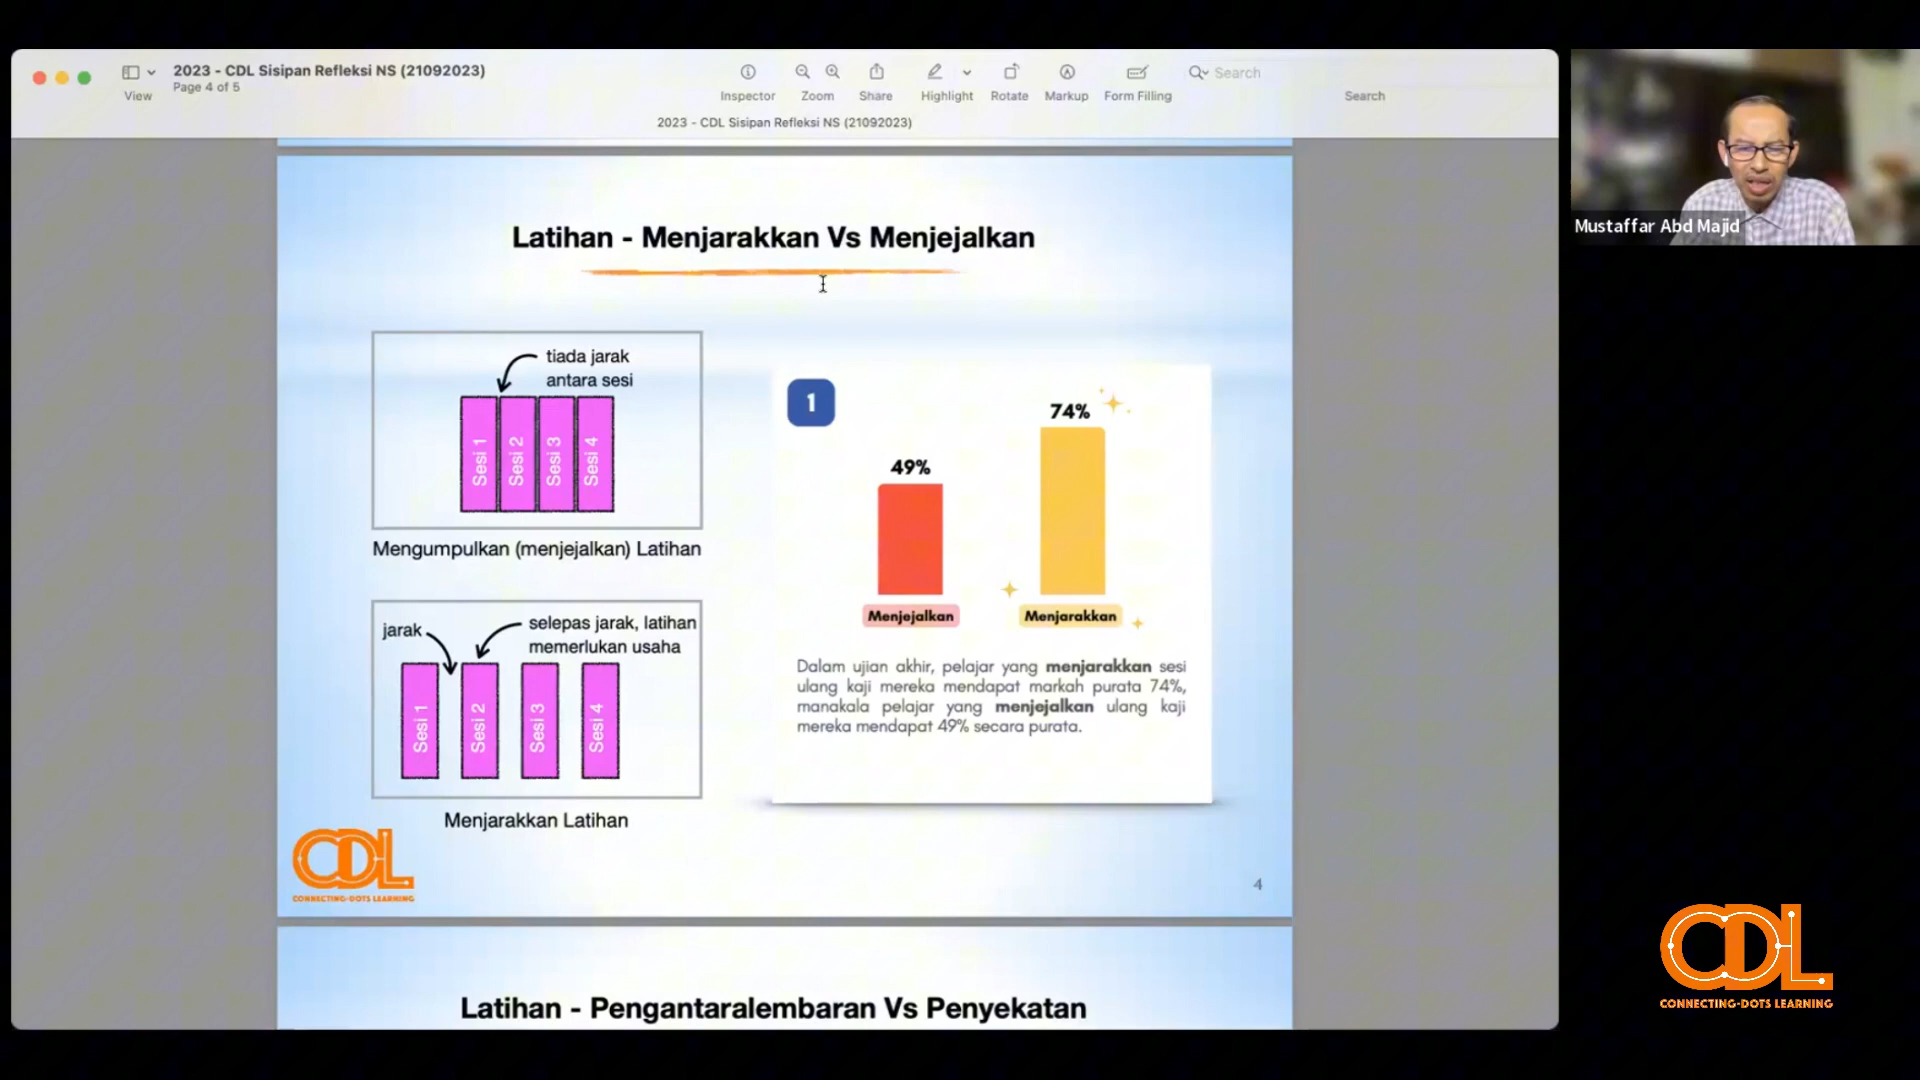 2023 - CDL Sisipan Refleksi NS (21092023)
Page 4 of 5
View
Inspector
Zoom
Share
Highlight
Rotate
Markup
Form Filling
Search
Search
2023 - CDL Sisipan Refleksi NS (21092023)
Mustaffar Abd Majid
Latihan - Menjarakkan Vs Menjejalkan
tiada jarak
antara sesi
Sesi 1
Sesi 2
Sesi 3
Sesi 4
Mengumpulkan (menjejalkan) Latihan
jarak
selepas jarak, latihan
memerlukan usaha
Sesi 1
Sesi 2
Sesi 3
Sesi 4
Menjarakkan Latihan
1
49%
74%
Menjejalkan
Menjarakkan
Dalam ujian akhir, pelajar yang menjarakkan sesi
ulang kaji mereka mendapat markah purata 74%,
manakala pelajar yang menjejalkan ulang kaji
mereka mendapat 49% secara purata.
CDL
CONNECTING-DOTS LEARNING
4
Latihan - Pengantaralembaran Vs Penyekatan
CDL
CONNECTING-DOTS LEARNING